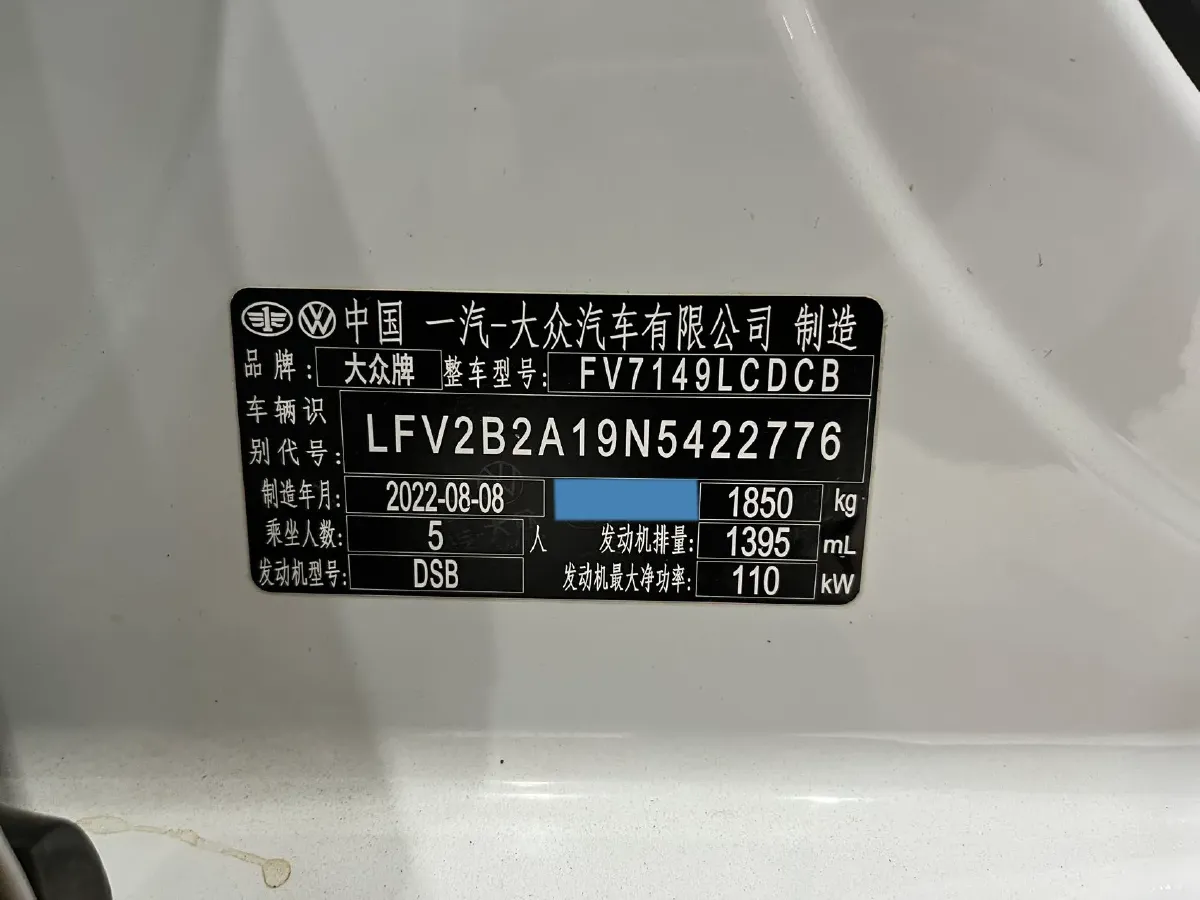 中国 一汽-大众汽车有限公司 制造
品牌: 大众牌 整车型号: FV7149LCDCB
车辆识别代号: LFV2B2A19N5422776
制造年月: 2022-08-08 1850 kg
乘坐人数: 5 人 发动机排量: 1395 mL
发动机型号: DSB 发动机最大净功率: 110 kW